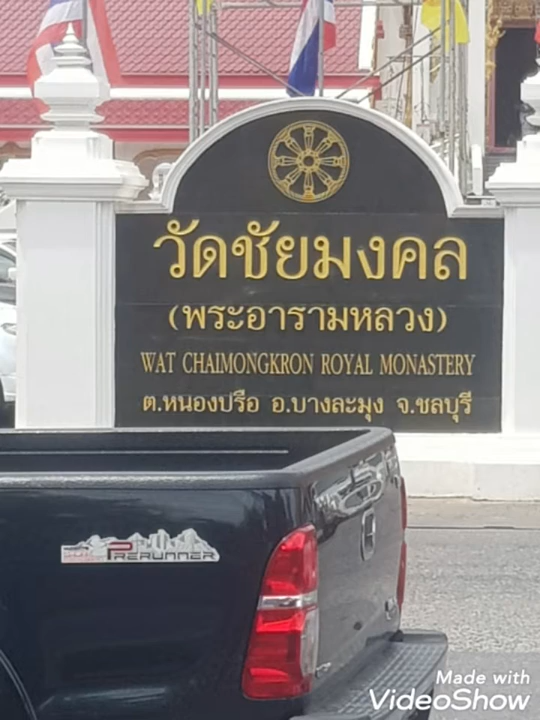 วัดชัยมงคล
(พระอารามหลวง)
WAT CHAIMONGKRON ROYAL MONASTERY
ต.หนองปรือ อ.บางละมุง จ.ชลบุรี
PRERUNNER
Made with
VideoShow